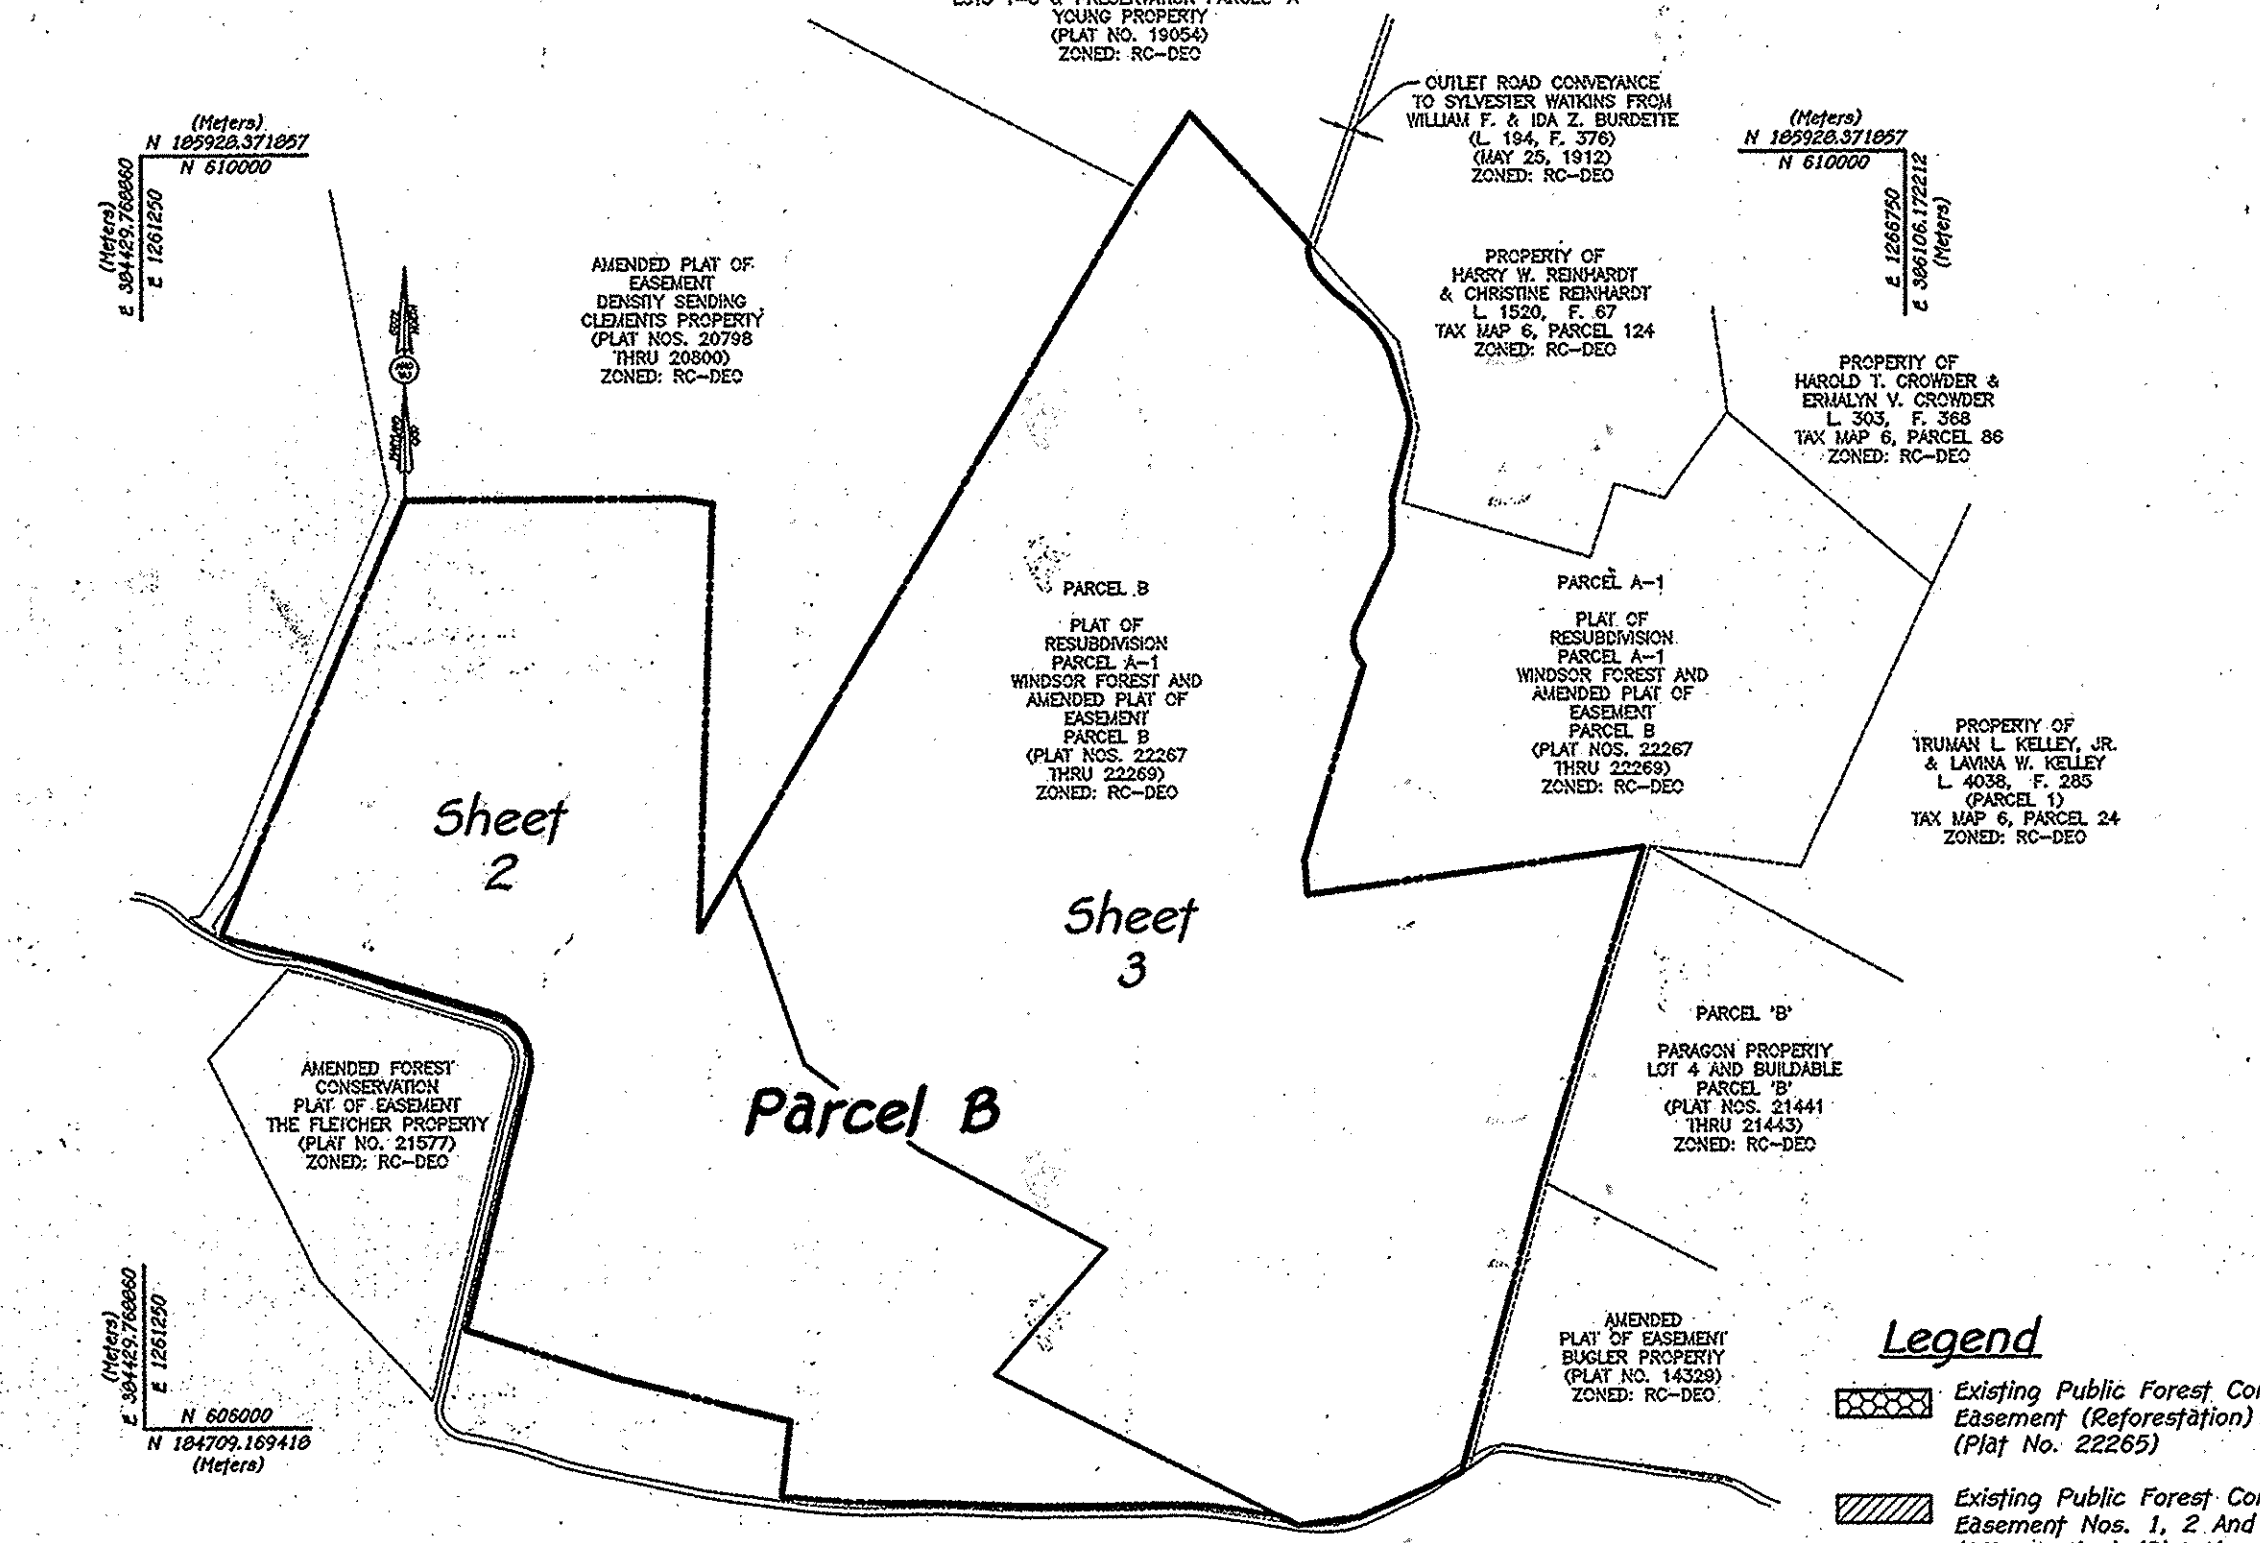 YOUNG PROPERTY
(PLAT NO. 19054)
ZONED: RC-DEO
OUTLET ROAD CONVEYANCE
TO SYLVESTER WATKINS FROM
WILLIAM F. & IDA Z. BURDETTE
(L. 194, F. 376)
(MAY 25, 1912)
ZONED: RC-DEO
(Meters)
N 185928.371857
N 610000
E 384429.768860
(Meters)
E 1261250
(Meters)
N 185928.371857
N 610000
E 1266750
E 386106.172212
(Meters)
AMENDED PLAT OF
EASEMENT
DENSITY SENDING
CLEMENTS PROPERTY
(PLAT NOS. 20798
THRU 20800)
ZONED: RC-DEO
PROPERTY OF
HARRY W. REINHARDT
& CHRISTINE REINHARDT
L. 1520, F. 67
TAX MAP 6, PARCEL 124
ZONED: RC-DEO
PROPERTY OF
HAROLD T. CROWDER &
ERMALYN V. CROWDER
L. 303, F. 368
TAX MAP 6, PARCEL 86
ZONED: RC-DEO
PARCEL B
PLAT OF
RESUBDIVISION
PARCEL A-1
WINDSOR FOREST AND
AMENDED PLAT OF
EASEMENT
PARCEL B
(PLAT NOS. 22267
THRU 22269)
ZONED: RC-DEO
PARCEL A-1
PLAT OF
RESUBDIVISION
PARCEL A-1
WINDSOR FOREST AND
AMENDED PLAT OF
EASEMENT
PARCEL B
(PLAT NOS. 22267
THRU 22269)
ZONED: RC-DEO
PROPERTY OF
TRUMAN L. KELLEY, JR.
& LAVINA W. KELLEY
L. 4038, F. 285
(PARCEL 1)
TAX MAP 6, PARCEL 24
ZONED: RC-DEO
Sheet
2
Sheet
3
Parcel B
PARCEL 'B'
PARAGON PROPERTY
LOT 4 AND BUILDABLE
PARCEL 'B'
(PLAT NOS. 21441
THRU 21443)
ZONED: RC-DEO
AMENDED FOREST
CONSERVATION
PLAT OF EASEMENT
THE FLETCHER PROPERTY
(PLAT NO. 21577)
ZONED: RC-DEO
AMENDED
PLAT OF EASEMENT
BUGLER PROPERTY
(PLAT NO. 14329)
ZONED: RC-DEO
(Meters)
E 384429.768860
E 1261250
N 606000
N 184709.169418
(Meters)
Legend
Existing Public Forest
Easement (Reforestation)
(Plat No. 22265)
Existing Public Forest
Easement Nos. 1, 2 And